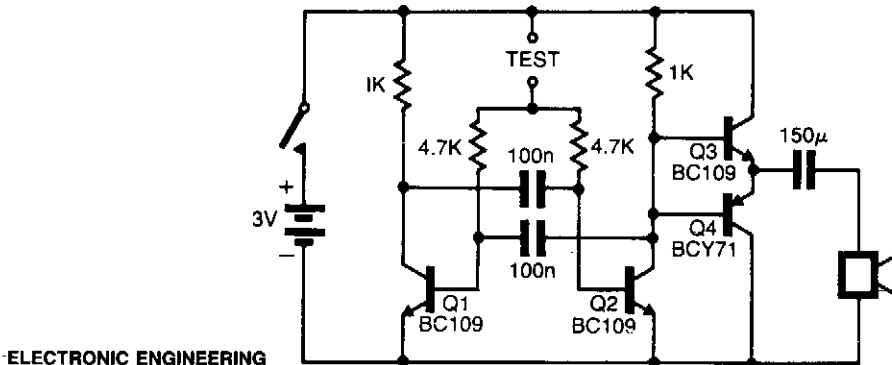 TEST
IK
1K
4.7K
100n
4.7K
Q3
BC109
150µ
+
3V
−
Q4
BCY71
100n
Q1
BC109
Q2
BC109
-ELECTRONIC ENGINEERING